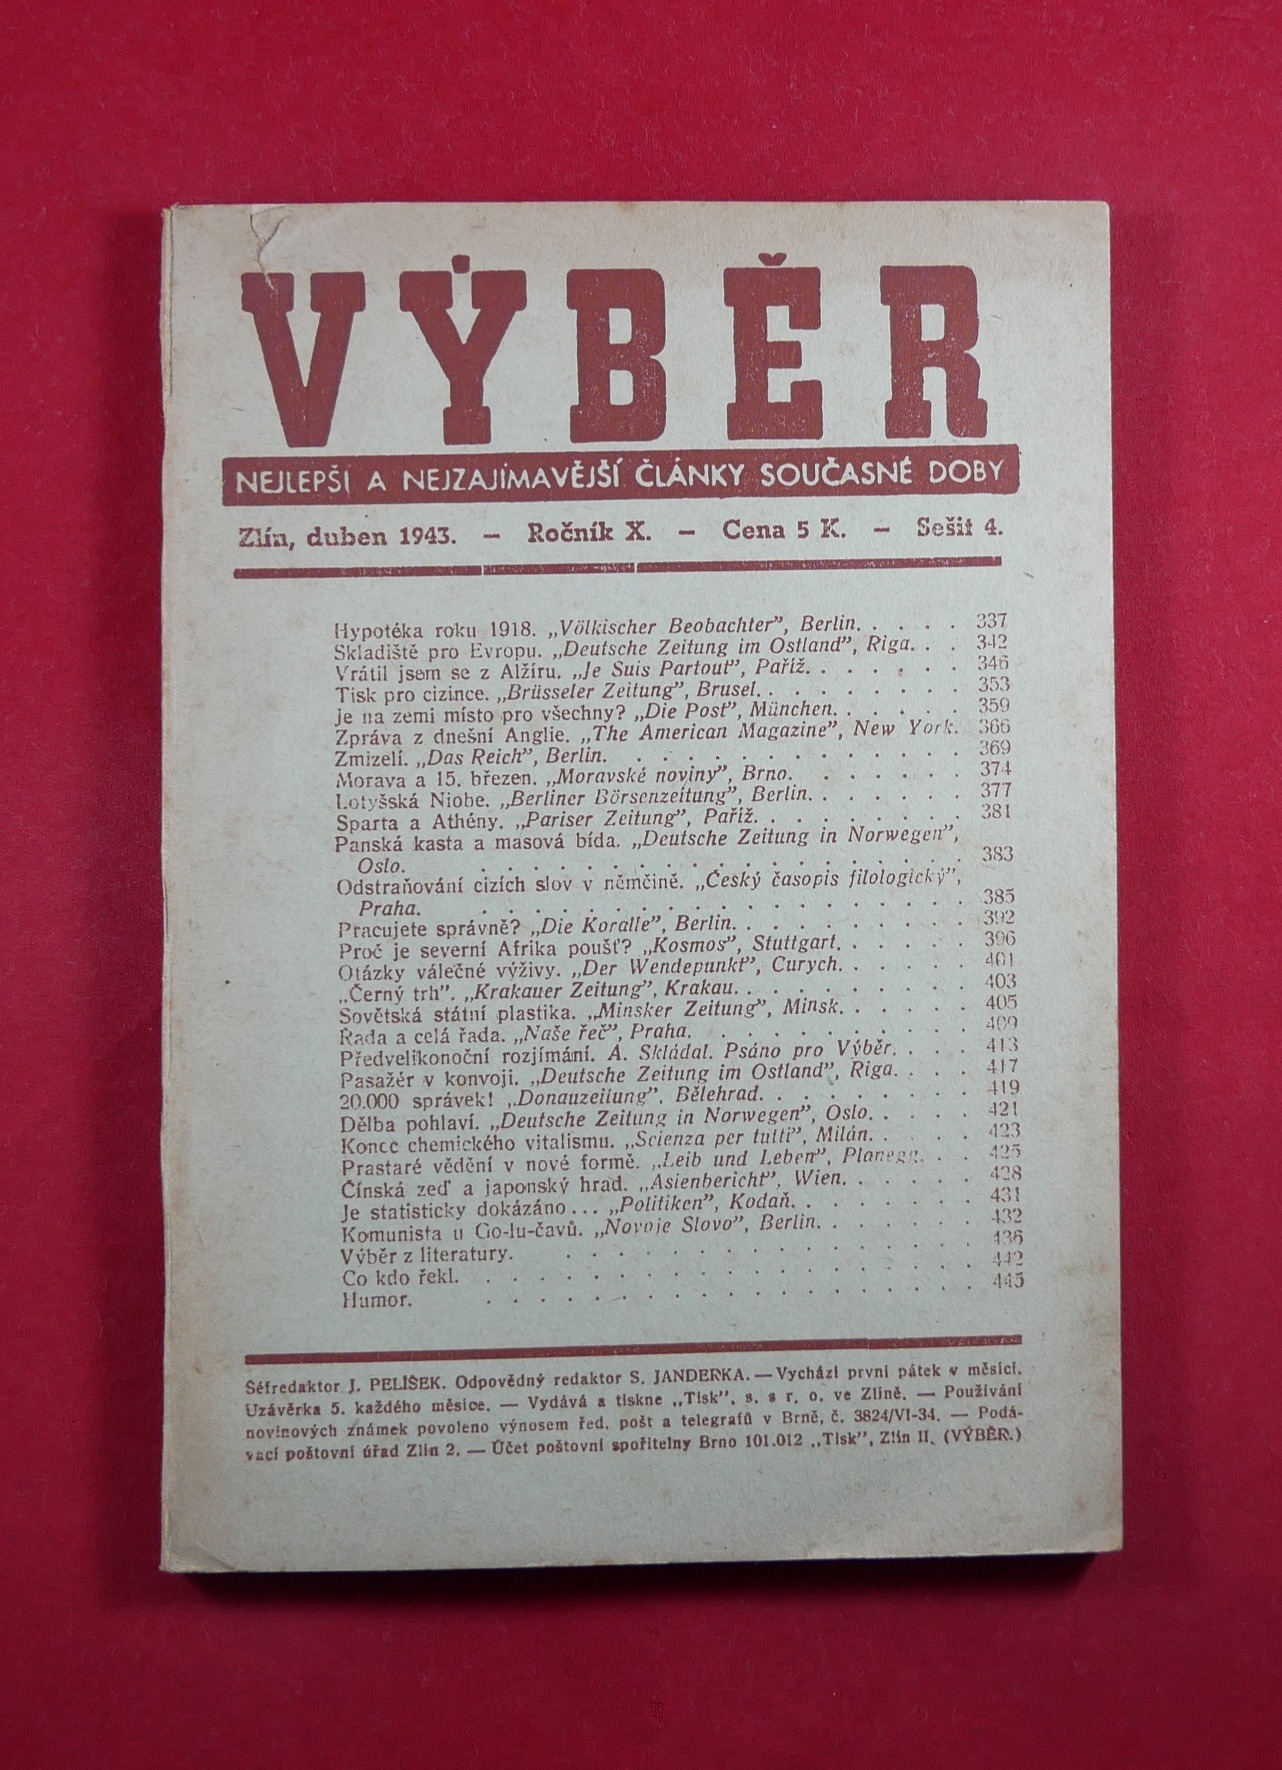 VÝBĚR
NEJLEPŠÍ A NEJZAJÍMAVĚJŠÍ ČLÁNKY SOUČASNÉ DOBY
Zlín, duben 1943. — Ročník X. — Cena 5 K. — Sešit 4.
Hypotéka roku 1918. „Völkischer Beobachter”, Berlin. . . . . 337
Skladiště pro Evropu. „Deutsche Zeitung im Ostland”, Riga. . . 342
Vrátil jsem se z Alžíru. „Je Suis Partout”, Paříž. . . . . . . 346
Tisk pro cizince. „Brüsseler Zeitung”, Brusel. . . . . . . . . 353
Je na zemi místo pro všechny? „Die Post”, München. . . . . . 359
Zpráva z dnešní Anglie. „The American Magazine”, New York. 366
Zmizelí. „Das Reich”, Berlin. . . . . . . . . . . . . . 369
Morava a 15. březen. „Moravské noviny”, Brno. . . . . . . 374
Lotyšská Niobe. „Berliner Börsenzeitung”, Berlin. . . . . . . 377
Sparta a Athény. „Pariser Zeitung”, Paříž. . . . . . . . . 381
Panská kasta a masová bída. „Deutsche Zeitung in Norwegen”,
Oslo. . . . . . . . . . . . . . . . . . . . 383
Odstraňování cizích slov v němčině. „Český časopis filologický”,
Praha. . . . . . . . . . . . . . . . . . . . 385
Pracujete správně? „Die Koralle”, Berlin. . . . . . . . . . 392
Proč je severní Afrika poušť? „Kosmos”, Stuttgart. . . . . . 396
Otázky válečné výživy. „Der Wendepunkt”, Curych. . . . . . 401
„Černý trh”. „Krakauer Zeitung”, Krakau. . . . . . . . . . 403
Sovětská státní plastika. „Minsker Zeitung”, Minsk. . . . . . 405
Řada a celá řada. „Naše řeč”, Praha. . . . . . . . . . . 409
Předvelikonoční rozjímání. A. Skládal. Psáno pro Výběr. . . . 413
Pasažér v konvoji. „Deutsche Zeitung im Ostland”, Riga. . . . 417
20.000 správek! „Donauzeitung”, Bělehrad. . . . . . . . . 419
Dělba pohlaví. „Deutsche Zeitung in Norwegen”, Oslo. . . . . 421
Konec chemického vitalismu. „Scienza per tutti”, Milán. . . . . 423
Prastaré vědění v nové formě. „Leib und Leben”, Planegg. . . 425
Čínská zeď a japonský hrad. „Asienbericht”, Wien. . . . . . 428
Je statisticky dokázáno... „Politiken”, Kodaň. . . . . . . . 431
Komunista u Go-lu-čavů. „Novoje Slovo”, Berlin. . . . . . . 432
Výběr z literatury. . . . . . . . . . . . . . . . . 436
Co kdo řekl. . . . . . . . . . . . . . . . . . . . 442
Humor. . . . . . . . . . . . . . . . . . . . . 445
Šéfredaktor J. PELÍŠEK. Odpovědný redaktor S. JANDERKA. — Vychází první pátek v měsíci.
Uzávěrka 5. každého měsíce. — Vydává a tiskne „Tisk”, s. s r. o. ve Zlíně. — Používání
novinových známek povoleno výnosem řed. pošt a telegrafů v Brně, č. 3824/VI-34. — Podá-
vací poštovní úřad Zlín 2. — Účet poštovní spořitelny Brno 101.012 „Tisk”, Zlín II. (VÝBĚR.)